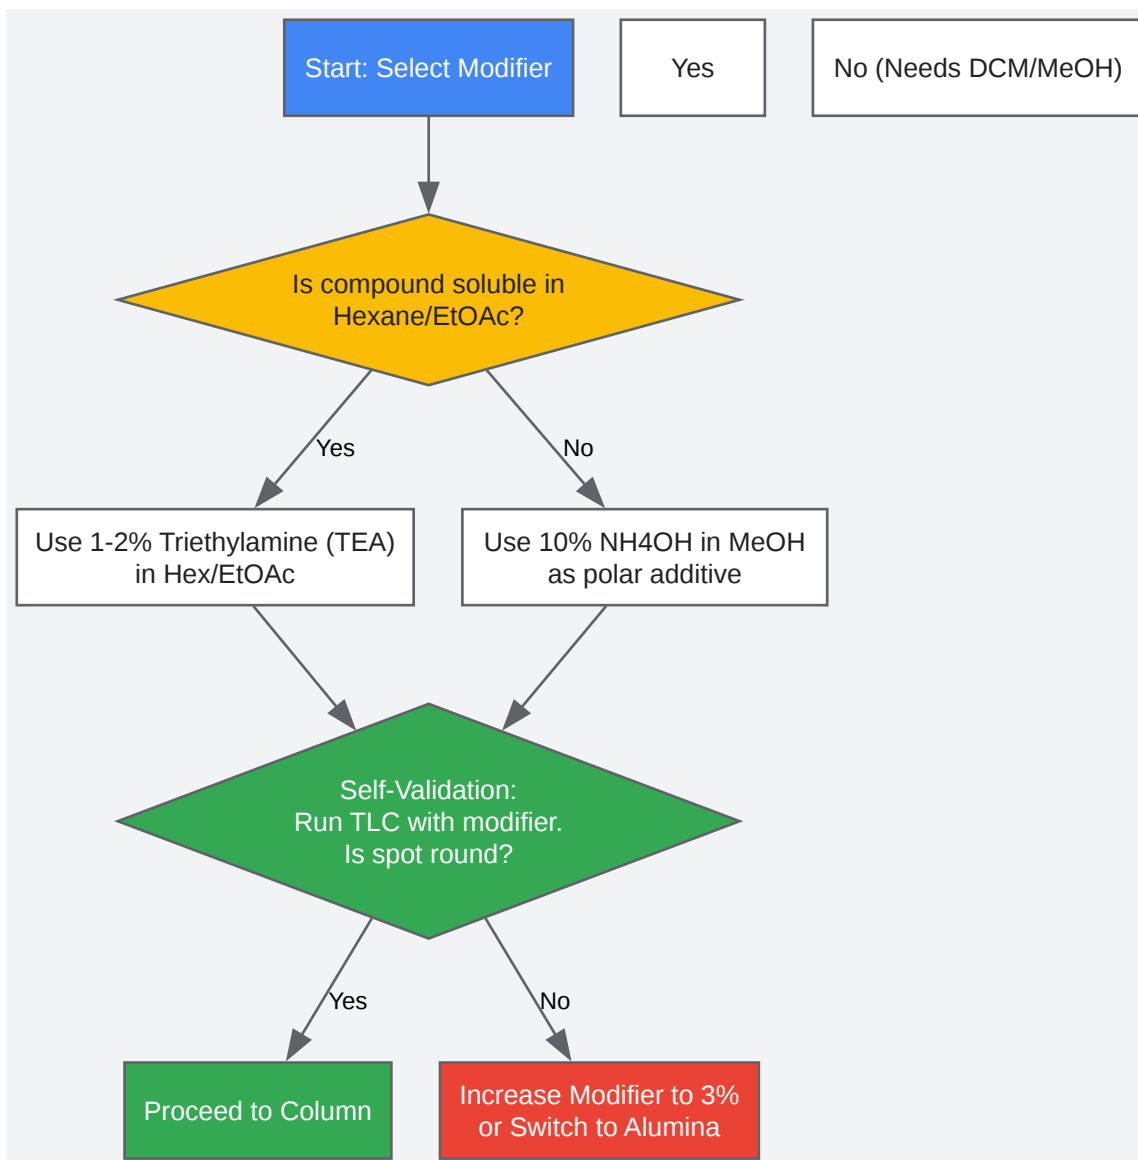 Start: Select Modifier
Yes
No (Needs DCM/MeOH)
Is compound soluble in
Hexane/EtOAc?
Yes
No
Use 1-2% Triethylamine (TEA)
in Hex/EtOAc
Use 10% NH4OH in MeOH
as polar additive
Self-Validation:
Run TLC with modifier.
Is spot round?
Yes
No
Proceed to Column
Increase Modifier to 3%
or Switch to Alumina